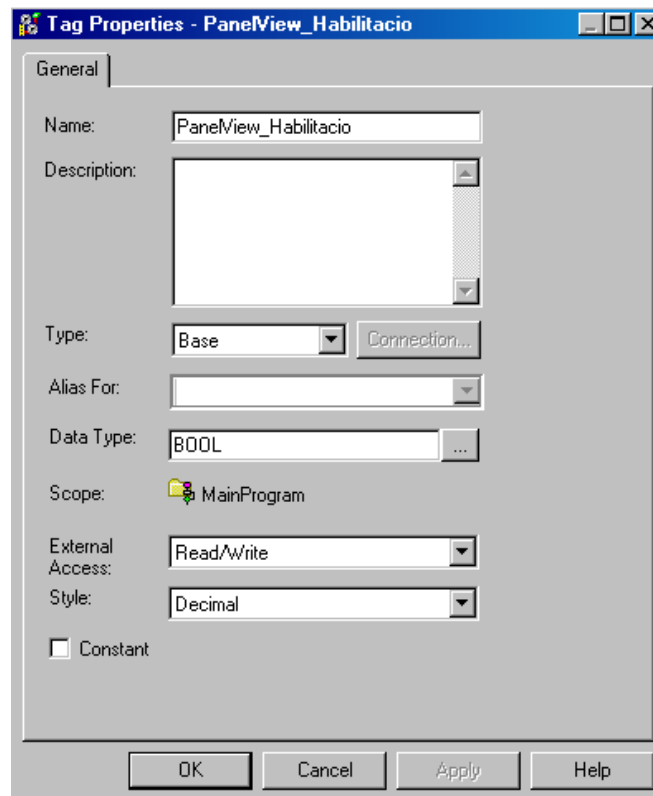 Tag Properties - PanelView_Habilitacio
General
Name:
PanelView_Habilitacio
Description:
Type:
Base
Connection...
Alias For:
Data Type:
BOOL
...
Scope:
MainProgram
External
Access:
Read/Write
Style:
Decimal
Constant
OK
Cancel
Apply
Help